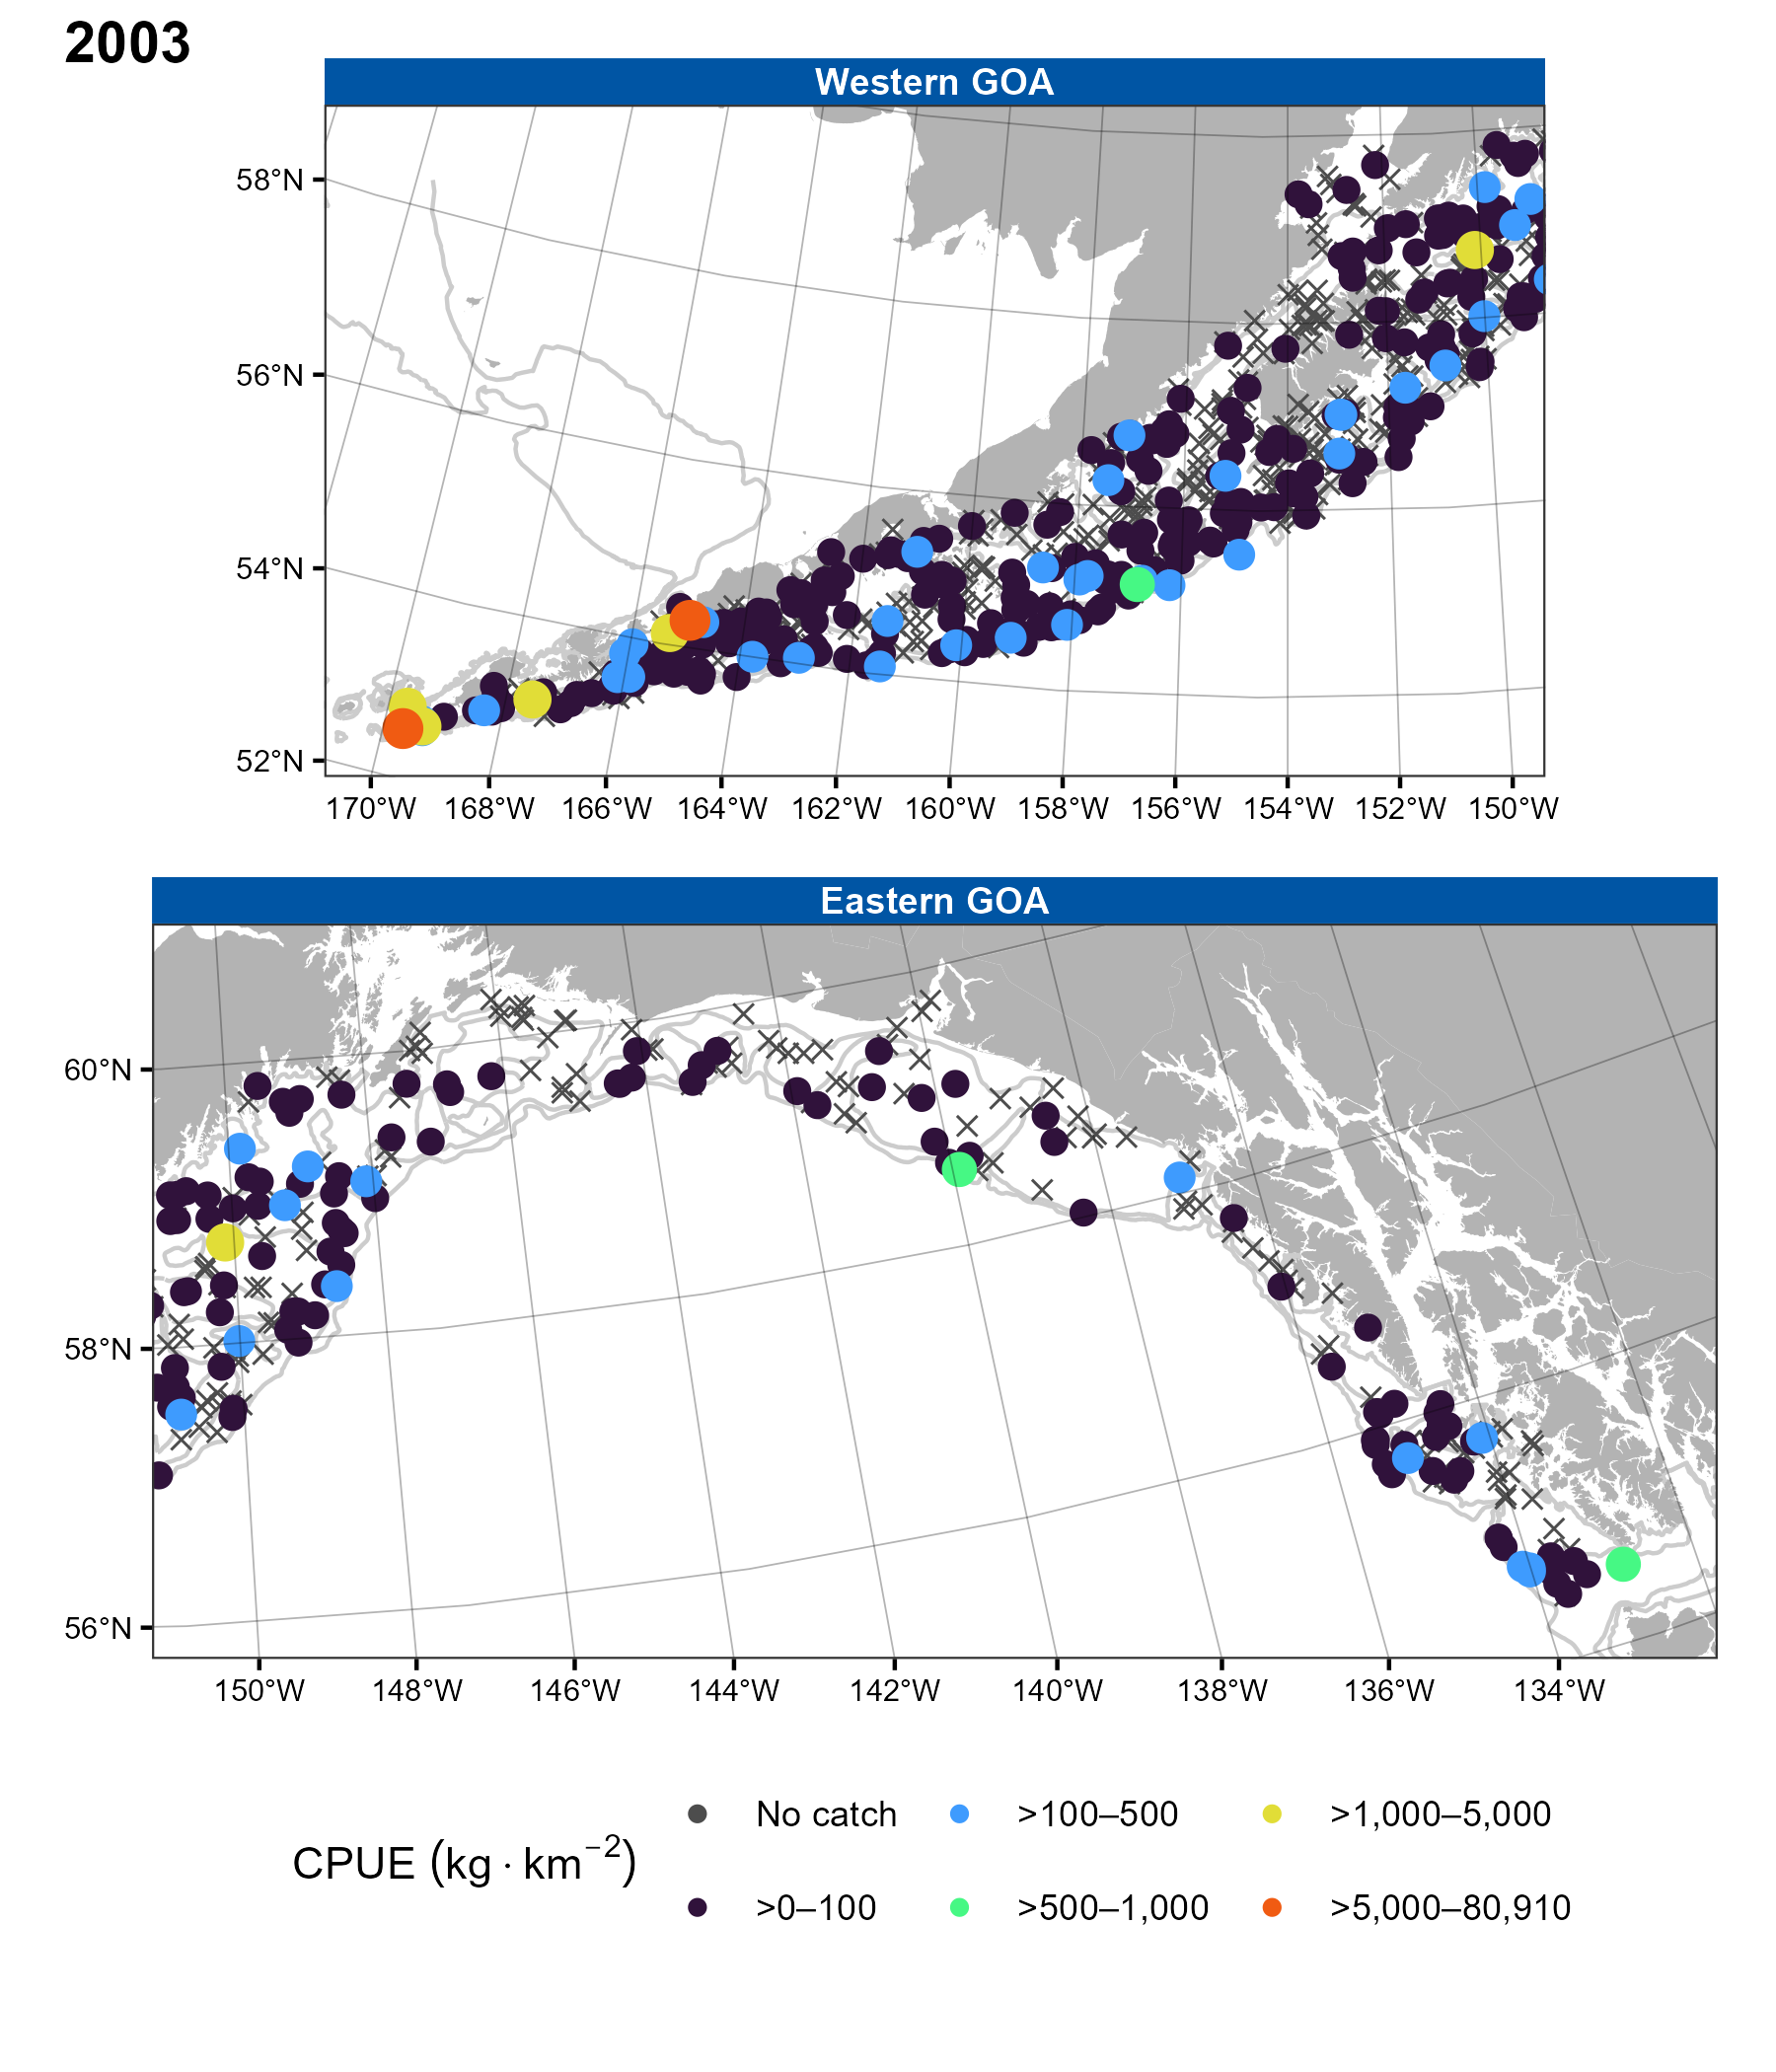 2003
Western GOA
58°N
56°N
54°N
52°N
170°W 168°W 166°W 164°W 162°W 160°W 158°W 156°W 154°W 152°W 150°W
Eastern GOA
60°N
58°N
56°N
150°W 148°W 146°W 144°W 142°W 140°W 138°W 136°W 134°W
CPUE (kg · km⁻²)
No catch >100–500 >1,000–5,000
>0–100 >500–1,000 >5,000–80,910